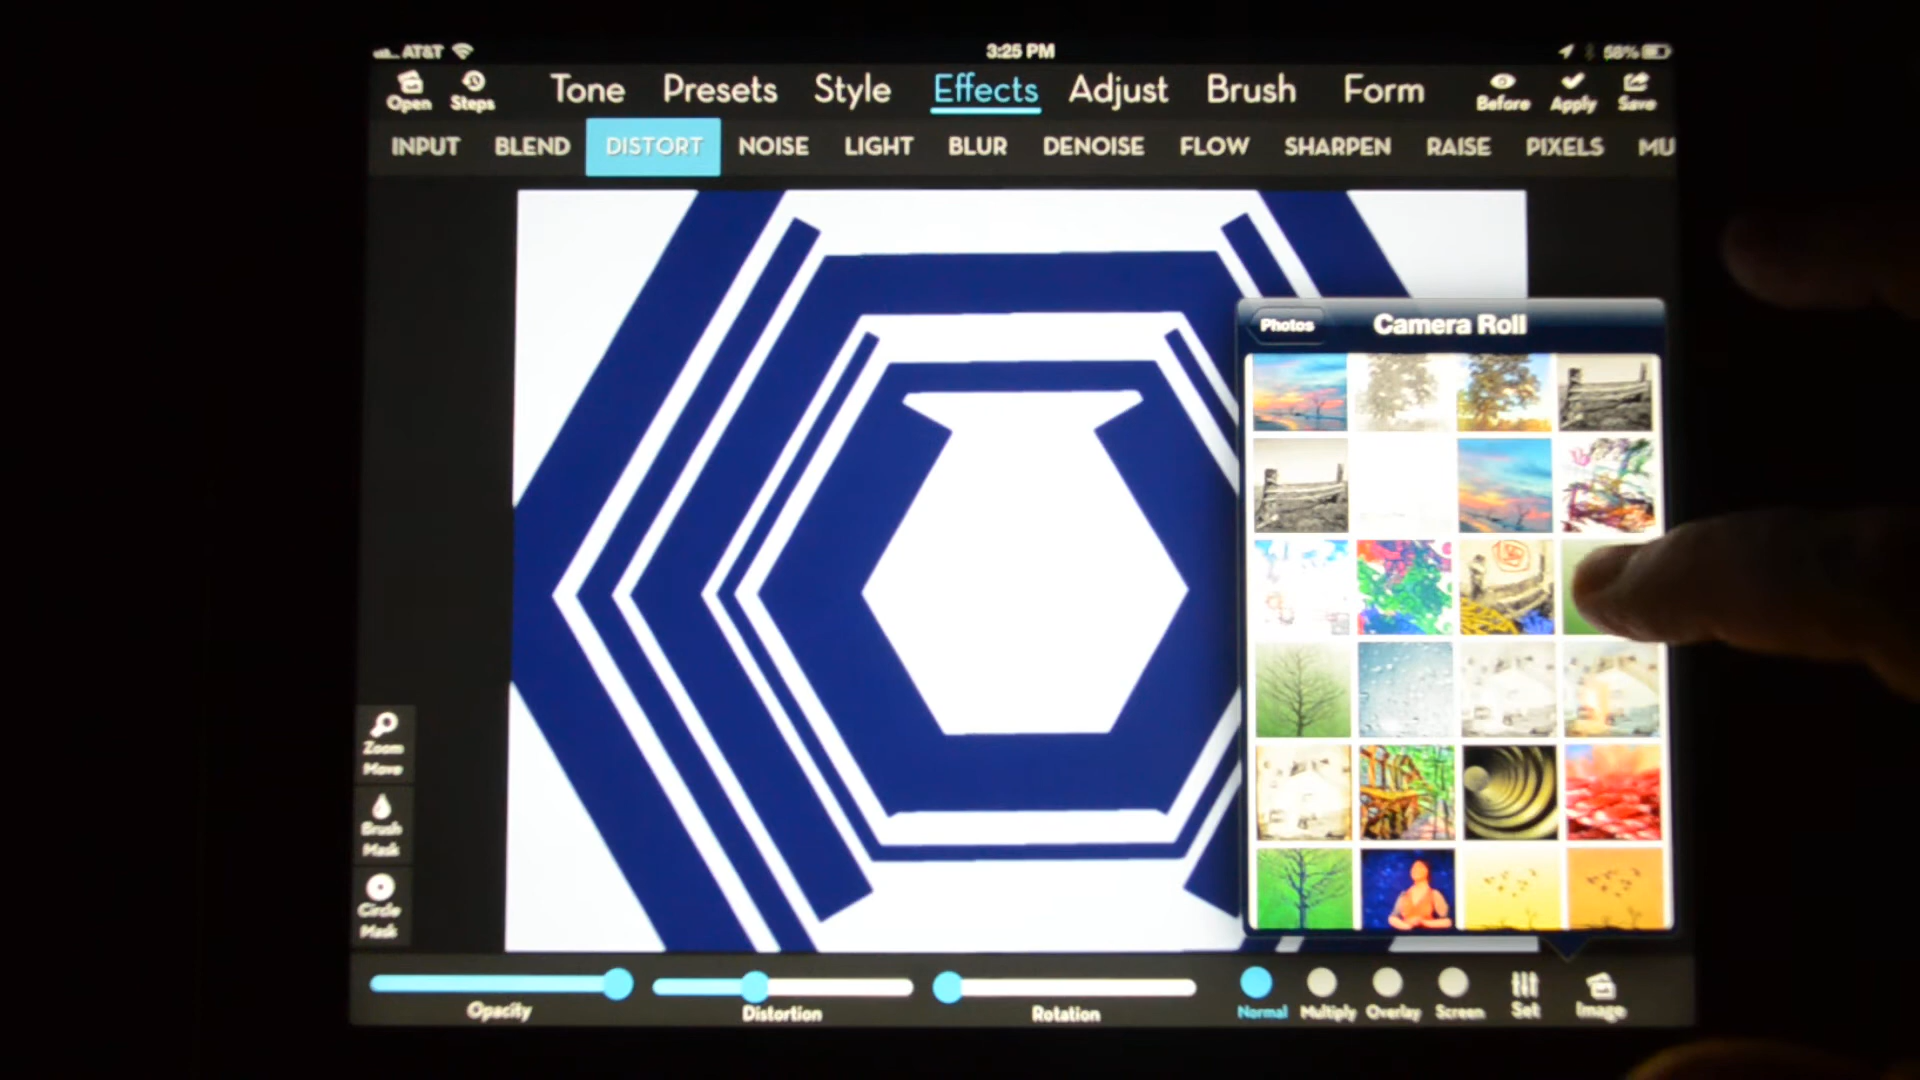 AT&T 3:25 PM 58%
Open Steps Tone Presets Style Effects Adjust Brush Form Before Apply Save
INPUT BLEND DISTORT NOISE LIGHT BLUR DENOISE FLOW SHARPEN RAISE PIXELS MU
Photos Camera Roll
Zoom
Move
Brush
Mask
Circle
Mask
Opacity Distortion Rotation Normal Multiply Overlay Screen Set Image